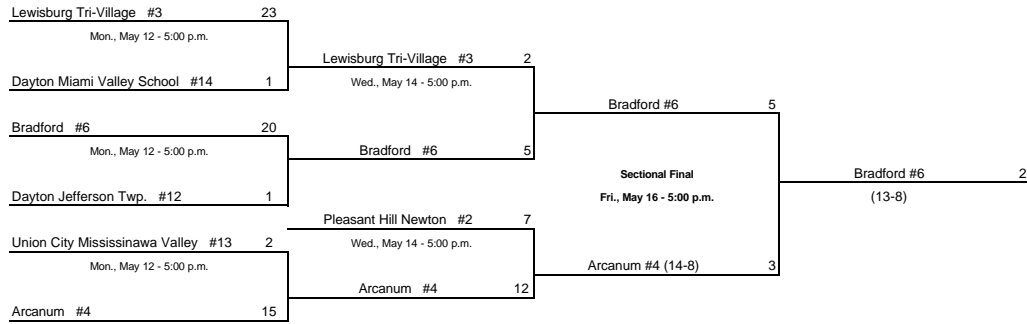 Lewisburg Tri-Village #3 23
Mon., May 12 - 5:00 p.m.
Lewisburg Tri-Village #3 2
Dayton Miami Valley School #14 1
Wed., May 14 - 5:00 p.m.
Bradford #6 5
Bradford #6 20
Mon., May 12 - 5:00 p.m.
Bradford #6 5
Sectional Final
Bradford #6 2
Dayton Jefferson Twp. #12 1
Fri., May 16 - 5:00 p.m.
(13-8)
Pleasant Hill Newton #2 7
Union City Mississinawa Valley #13 2
Wed., May 14 - 5:00 p.m.
Mon., May 12 - 5:00 p.m.
Arcanum #4 (14-8) 3
Arcanum #4 12
Arcanum #4 15